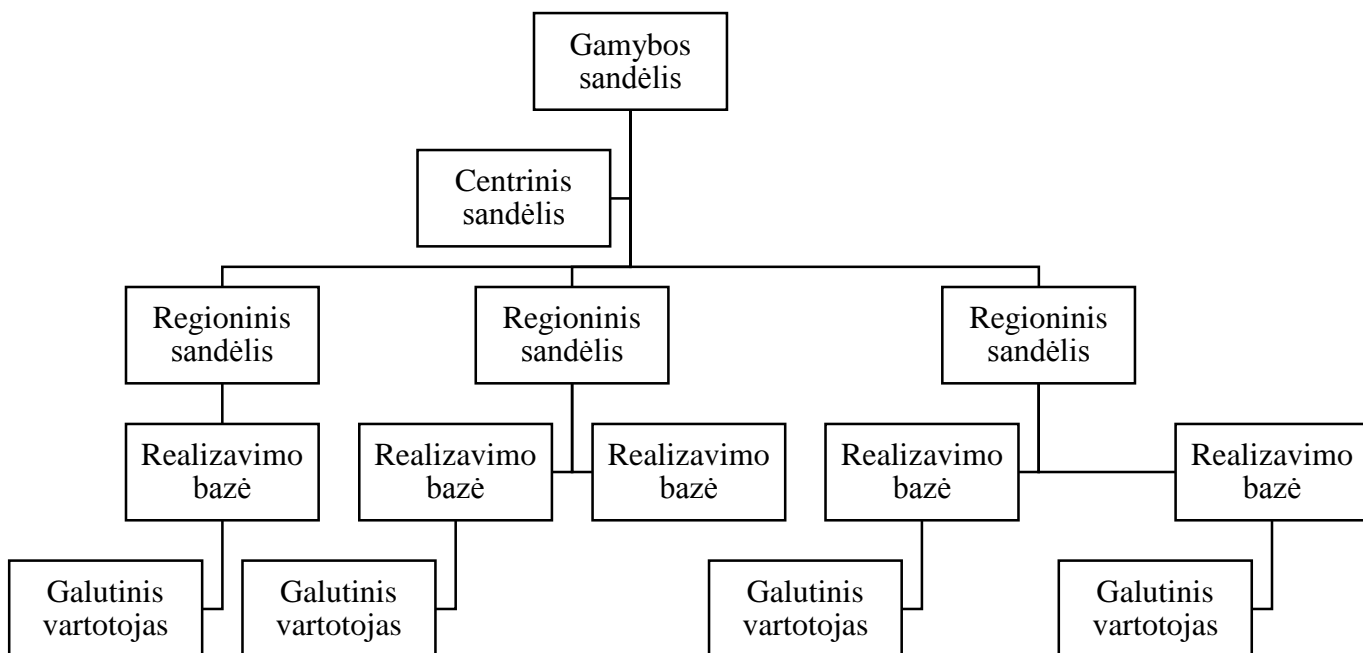 Gamybos
sandėlis
Centrinis
sandėlis
Regioninis
sandėlis
Regioninis
sandėlis
Regioninis
sandėlis
Realizavimo
bazė
Realizavimo
bazė
Realizavimo
bazė
Realizavimo
bazė
Realizavimo
bazė
Galutinis
vartotojas
Galutinis
vartotojas
Galutinis
vartotojas
Galutinis
vartotojas